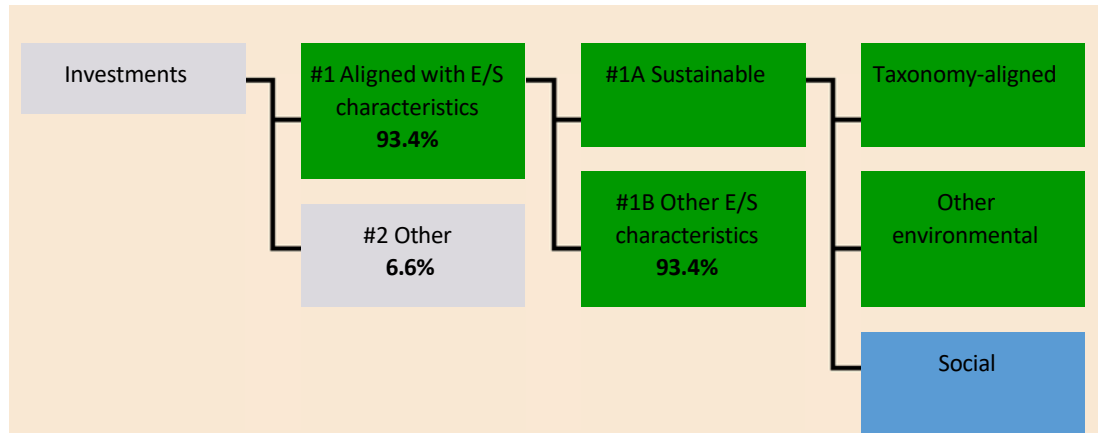 Investments
#1 Aligned with E/S
characteristics
93.4%
#2 Other
6.6%
#1A Sustainable
#1B Other E/S
characteristics
93.4%
Taxonomy-aligned
Other
environmental
Social